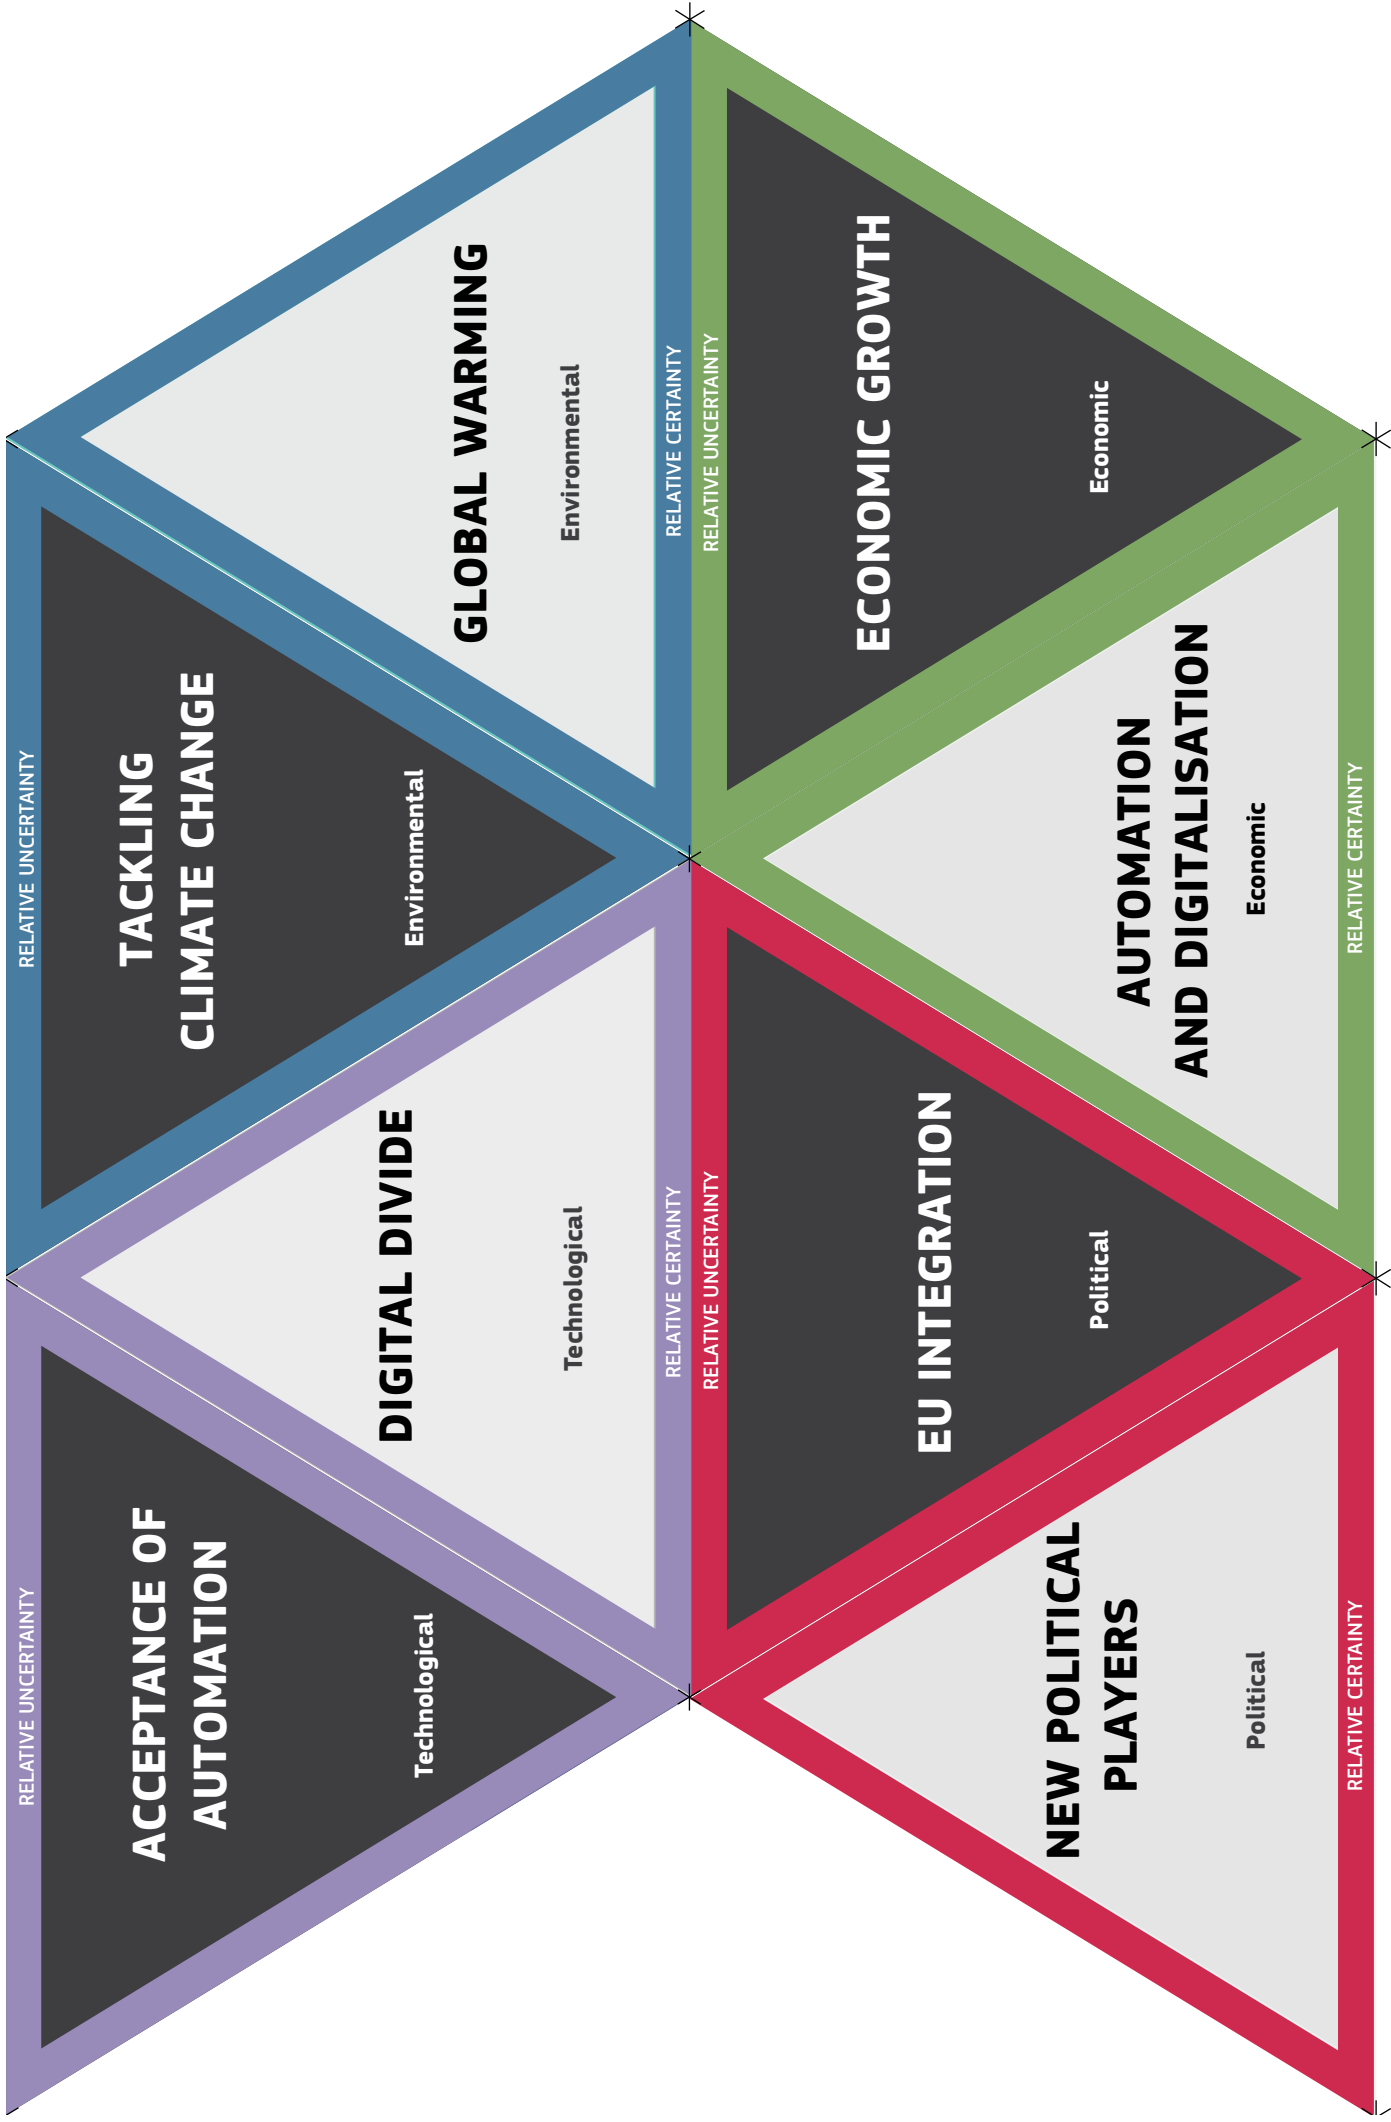 RELATIVE UNCERTAINTY
ACCEPTANCE OF
AUTOMATION
Technological
DIGITAL DIVIDE
Technological
RELATIVE CERTAINTY
RELATIVE UNCERTAINTY
TACKLING
CLIMATE CHANGE
Environmental
GLOBAL WARMING
Environmental
RELATIVE CERTAINTY
RELATIVE UNCERTAINTY
EU INTEGRATION
Political
NEW POLITICAL
PLAYERS
Political
RELATIVE CERTAINTY
RELATIVE UNCERTAINTY
ECONOMIC GROWTH
Economic
AUTOMATION
AND DIGITALISATION
Economic
RELATIVE CERTAINTY